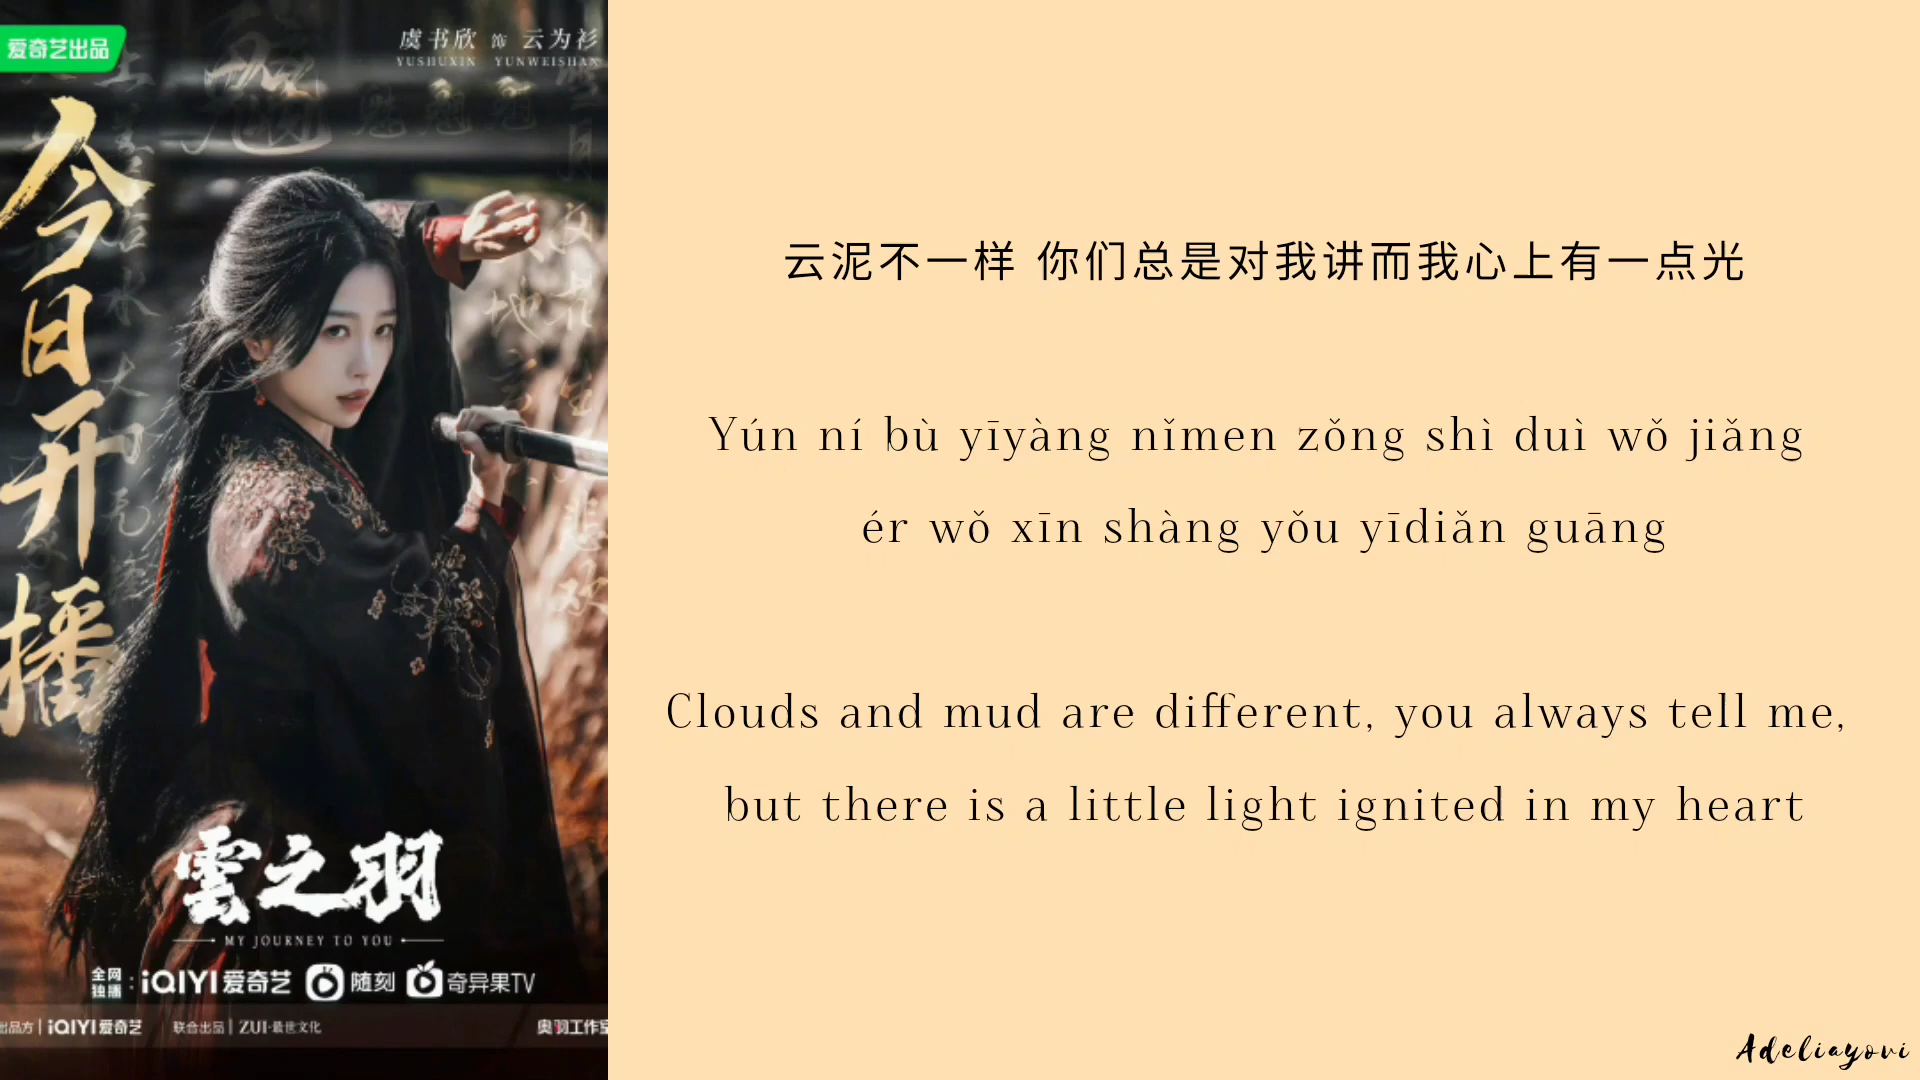 爱奇艺出品
虞书欣 饰 云为衫
YUSHUXIN YUNWEISHAN
今日开播
雲之羽
MY JOURNEY TO YOU
全网独播：iQIYI爱奇艺 随刻 奇异果TV
出品方 | iQIYI爱奇艺 联合出品 | ZUI·最世文化 奥羽工作室
云泥不一样 你们总是对我讲而我心上有一点光
Yún ní bù yīyàng nǐmen zǒng shì duì wǒ jiǎng
ér wǒ xīn shàng yǒu yīdiǎn guāng
Clouds and mud are different, you always tell me,
but there is a little light ignited in my heart
Adeliayovi